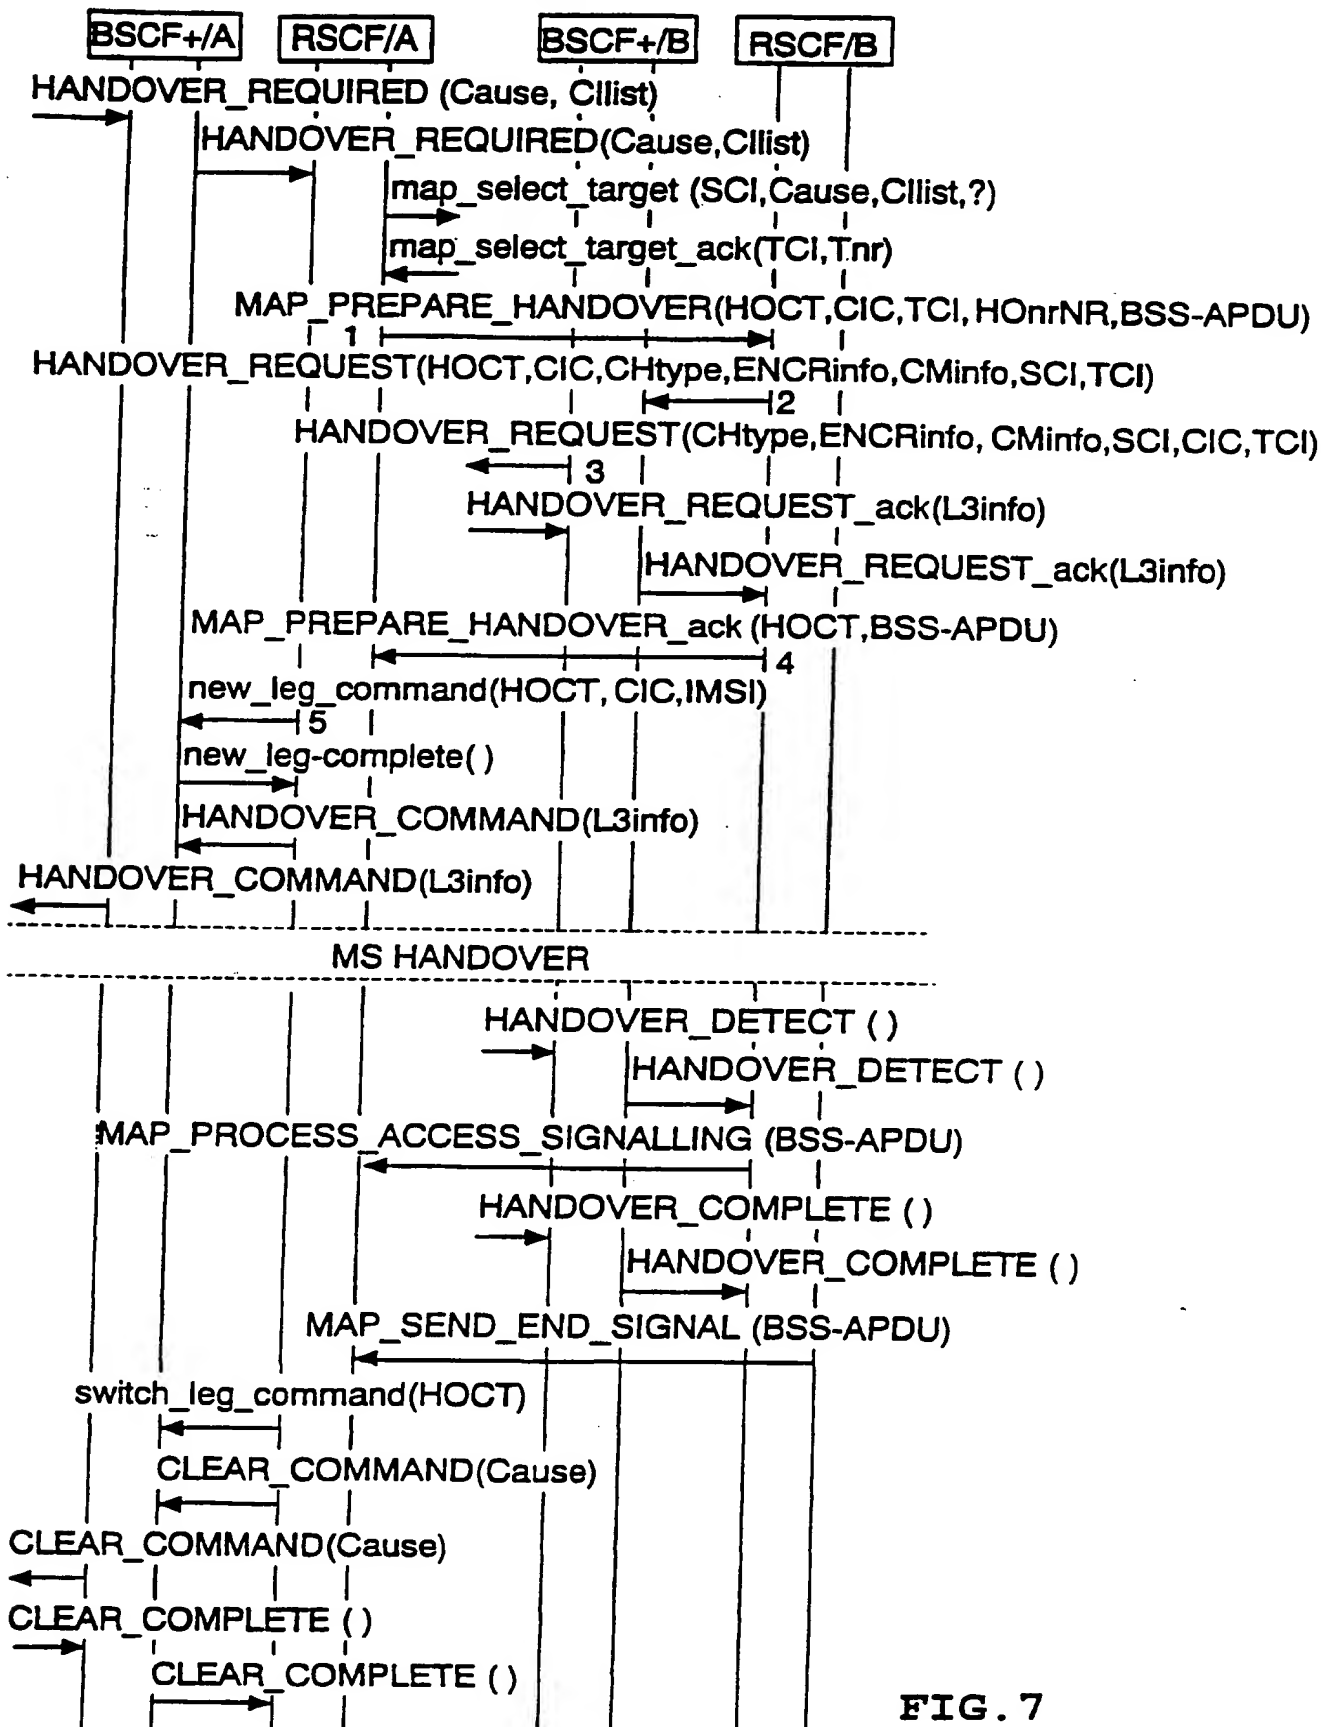 BSCF+/A RSCF/A BSCF+/B RSCF/B
HANDOVER_REQUIRED (Cause, CIlist)
HANDOVER_REQUIRED(Cause,CIlist)
map_select_target (SCI,Cause,CIlist,?)
map_select_target_ack(TCI,Tnr)
MAP_PREPARE_HANDOVER(HOCT,CIC,TCI,HOnrNR,BSS-APDU)
1
HANDOVER_REQUEST(HOCT,CIC,CHtype,ENCRinfo,CMinfo,SCI,TCI)
2
HANDOVER_REQUEST(CHtype,ENCRinfo, CMinfo,SCI,CIC,TCI)
3
HANDOVER_REQUEST_ack(L3info)
HANDOVER_REQUEST_ack(L3info)
MAP_PREPARE_HANDOVER_ack (HOCT,BSS-APDU)
4
new_leg_command(HOCT, CIC,IMSI)
5
new_leg-complete( )
HANDOVER_COMMAND(L3info)
HANDOVER_COMMAND(L3info)
MS HANDOVER
HANDOVER_DETECT ( )
HANDOVER_DETECT ( )
MAP_PROCESS_ACCESS_SIGNALLING (BSS-APDU)
HANDOVER_COMPLETE ( )
HANDOVER_COMPLETE ( )
MAP_SEND_END_SIGNAL (BSS-APDU)
switch_leg_command(HOCT)
CLEAR_COMMAND(Cause)
CLEAR_COMMAND(Cause)
CLEAR_COMPLETE ( )
CLEAR_COMPLETE ( )
FIG.7